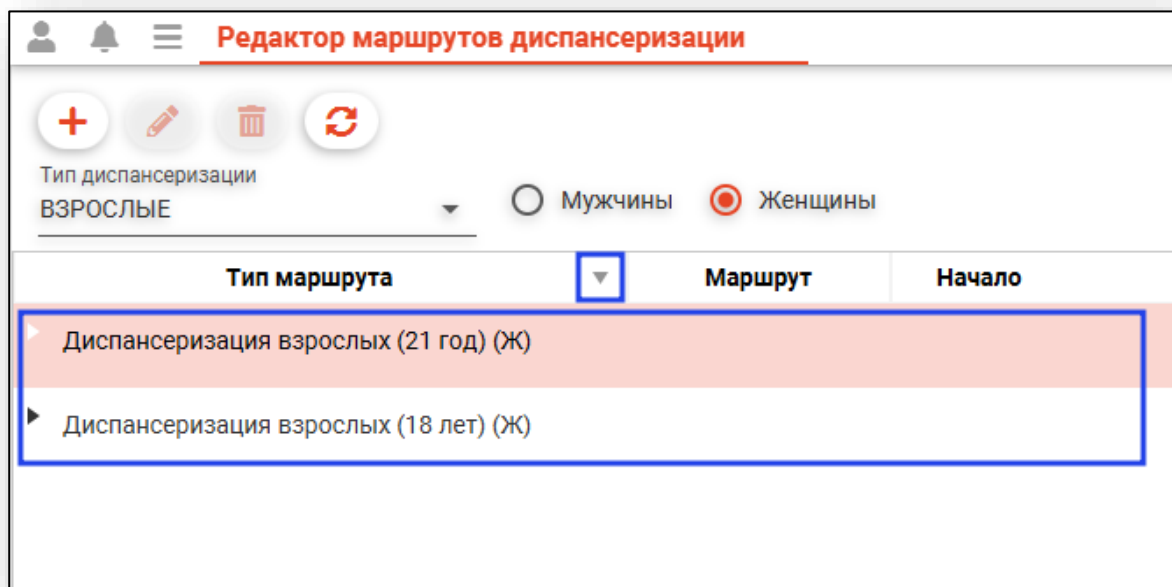 Редактор маршрутов диспансеризации
Тип диспансеризации
ВЗРОСЛЫЕ
Мужчины Женщины
Тип маршрута Маршрут Начало
Диспансеризация взрослых (21 год) (Ж)
Диспансеризация взрослых (18 лет) (Ж)